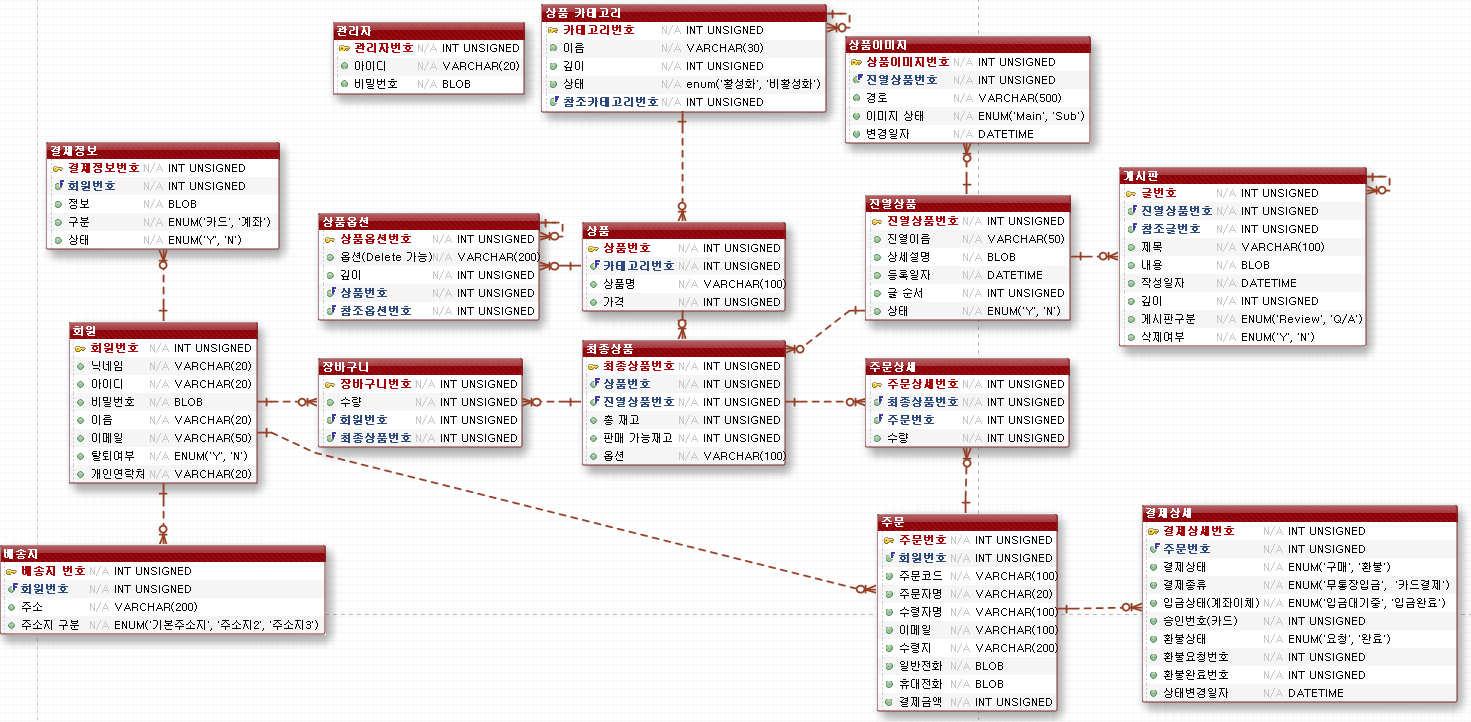 관리자
관리자번호 N/A INT UNSIGNED
아이디 N/A VARCHAR(20)
비밀번호 N/A BLOB
상품 카테고리
카테고리번호 N/A INT UNSIGNED
이름 N/A VARCHAR(30)
깊이 N/A INT UNSIGNED
상태 N/A enum('황성화', '비황성화')
참조카테고리번호 N/A INT UNSIGNED
상품이미지
상품이미지번호 N/A INT UNSIGNED
진열상품번호 N/A INT UNSIGNED
경로 N/A VARCHAR(500)
이미지 상태 N/A ENUM('Main', 'Sub')
변경일자 N/A DATETIME
결제정보
결제정보번호 N/A INT UNSIGNED
회원번호 N/A INT UNSIGNED
정보 N/A BLOB
구분 N/A ENUM('카드', '계좌')
상태 N/A ENUM('Y', 'N')
상품옵션
상품옵션번호 N/A INT UNSIGNED
옵션(Delete 가능) N/A VARCHAR(200)
깊이 N/A INT UNSIGNED
상품번호 N/A INT UNSIGNED
참조옵션번호 N/A INT UNSIGNED
상품
상품번호 N/A INT UNSIGNED
카테고리번호 N/A INT UNSIGNED
상품명 N/A VARCHAR(100)
가격 N/A INT UNSIGNED
진열상품
진열상품번호 N/A INT UNSIGNED
진열이름 N/A VARCHAR(50)
상세설명 N/A BLOB
등록일자 N/A DATETIME
글 순서 N/A INT UNSIGNED
상태 N/A ENUM('Y', 'N')
게시판
글번호 N/A INT UNSIGNED
진열상품번호 N/A INT UNSIGNED
참조글번호 N/A INT UNSIGNED
제목 N/A VARCHAR(100)
내용 N/A BLOB
작성일자 N/A DATETIME
깊이 N/A INT UNSIGNED
게시판구분 N/A ENUM('Review', 'Q/A')
삭제여부 N/A ENUM('Y', 'N')
회원
회원번호 N/A INT UNSIGNED
닉네임 N/A VARCHAR(20)
아이디 N/A VARCHAR(20)
비밀번호 N/A BLOB
이름 N/A VARCHAR(20)
이메일 N/A VARCHAR(50)
탈퇴여부 N/A ENUM('Y', 'N')
개인연락처 N/A VARCHAR(20)
장바구니
장바구니번호 N/A INT UNSIGNED
수량 N/A INT UNSIGNED
회원번호 N/A INT UNSIGNED
최종상품번호 N/A INT UNSIGNED
최종상품
최종상품번호 N/A INT UNSIGNED
상품번호 N/A INT UNSIGNED
진열상품번호 N/A INT UNSIGNED
총 재고 N/A INT UNSIGNED
판매 가능재고 N/A INT UNSIGNED
옵션 N/A VARCHAR(100)
주문상세
주문상세번호 N/A INT UNSIGNED
최종상품번호 N/A INT UNSIGNED
주문번호 N/A INT UNSIGNED
수량 N/A INT UNSIGNED
배송지
배송지 번호 N/A INT UNSIGNED
회원번호 N/A INT UNSIGNED
주소 N/A VARCHAR(200)
주소지 구분 N/A ENUM('기본주소지', '주소지2', '주소지3')
주문
주문번호 N/A INT UNSIGNED
회원번호 N/A INT UNSIGNED
주문코드 N/A VARCHAR(100)
주문자명 N/A VARCHAR(20)
수령자명 N/A VARCHAR(100)
이메일 N/A VARCHAR(100)
수령지 N/A VARCHAR(200)
일반전화 N/A BLOB
휴대전화 N/A BLOB
결제금액 N/A INT UNSIGNED
결제상세
결제상세번호 N/A INT UNSIGNED
주문번호 N/A INT UNSIGNED
결제상태 N/A ENUM('구매', '환불')
결제종류 N/A ENUM('무통장입금', '카드결제')
입금상태(계좌이체) N/A ENUM('입금대기중', '입금완료')
승인번호(카드) N/A INT UNSIGNED
환불상태 N/A ENUM('요청', '완료')
환불요청번호 N/A INT UNSIGNED
환불완료번호 N/A INT UNSIGNED
상태변경일자 N/A DATETIME